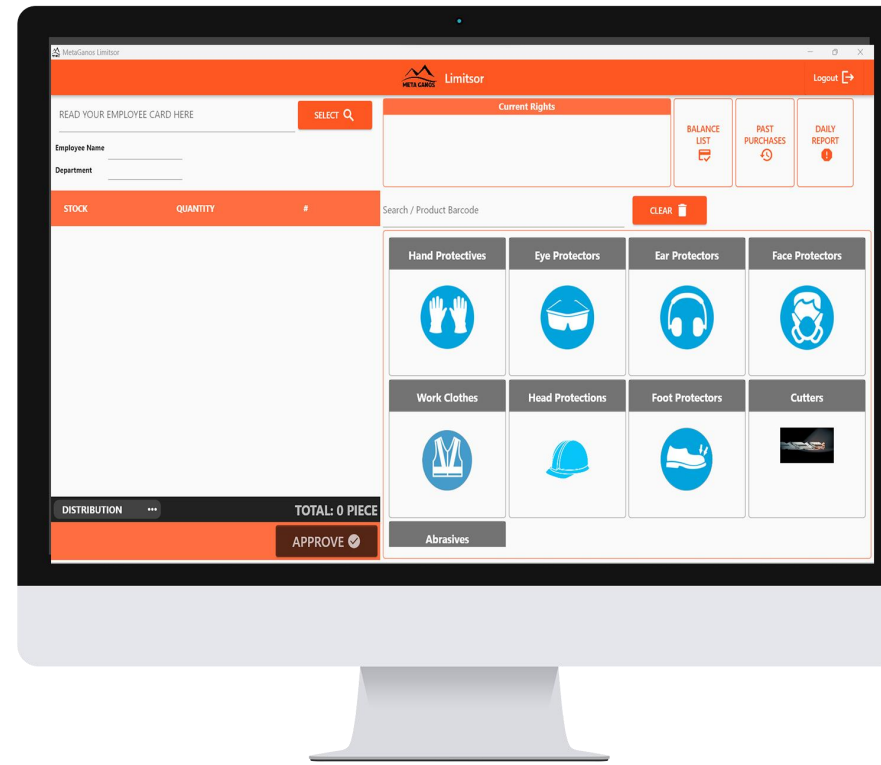 MetaGanos Limitsor
META GANOS
Limitsor
Logout
READ YOUR EMPLOYEE CARD HERE
SELECT
Employee Name
Department
Current Rights
BALANCE
LIST
PAST
PURCHASES
DAILY
REPORT
STOCK
QUANTITY
#
Search / Product Barcode
CLEAR
Hand Protectives
Eye Protectors
Ear Protectors
Face Protectors
Work Clothes
Head Protections
Foot Protectors
Cutters
Abrasives
DISTRIBUTION
TOTAL: 0 PIECE
APPROVE